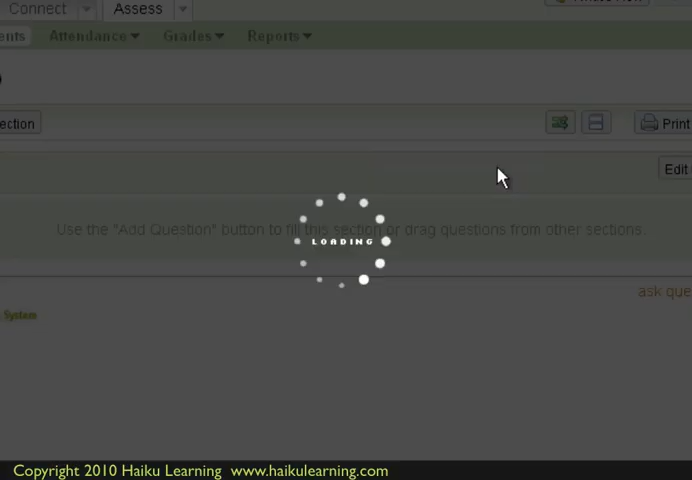 Connect Assess
ents Attendance Grades Reports
ection Print
Edit
Use the "Add Question" button to fill this section or drag questions from other sections.
LOADING
ask que
System
Copyright 2010 Haiku Learning www.haikulearning.com